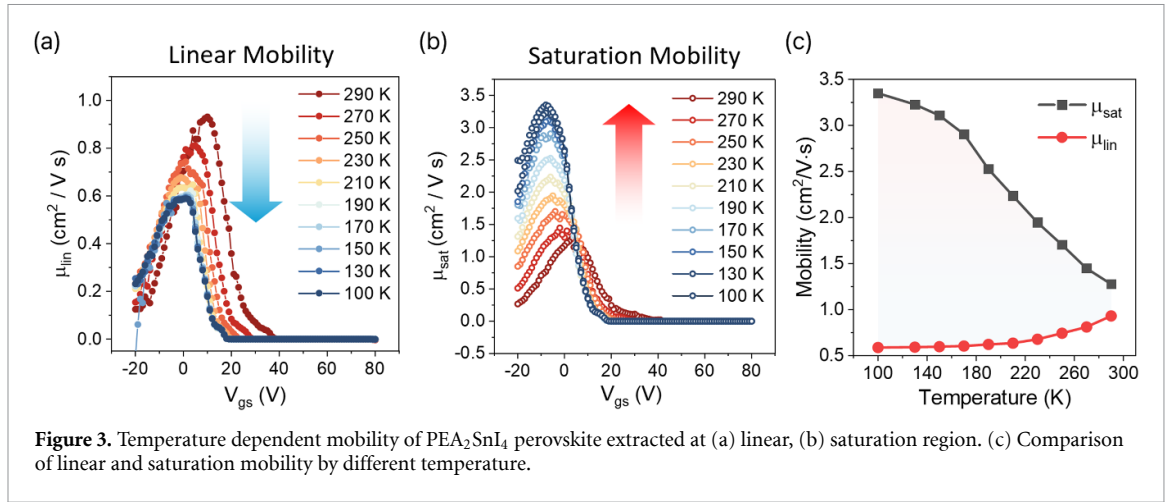 (a)
Linear Mobility
μlin (cm² / V s)
1.0
0.8
0.6
0.4
0.2
0.0
-20 0 20 40 60 80
Vgs (V)
290 K
270 K
250 K
230 K
210 K
190 K
170 K
150 K
130 K
100 K
(b)
Saturation Mobility
μsat (cm² / V s)
3.5
3.0
2.5
2.0
1.5
1.0
0.5
0.0
-0.5
-20 0 20 40 60 80
Vgs (V)
290 K
270 K
250 K
230 K
210 K
190 K
170 K
150 K
130 K
100 K
(c)
Mobility (cm²/V·s)
3.5
3.0
2.5
2.0
1.5
1.0
0.5
100 140 180 220 260 300
Temperature (K)
μsat
μlin
Figure 3. Temperature dependent mobility of PEA₂SnI₄ perovskite extracted at (a) linear, (b) saturation region. (c) Comparison
of linear and saturation mobility by different temperature.